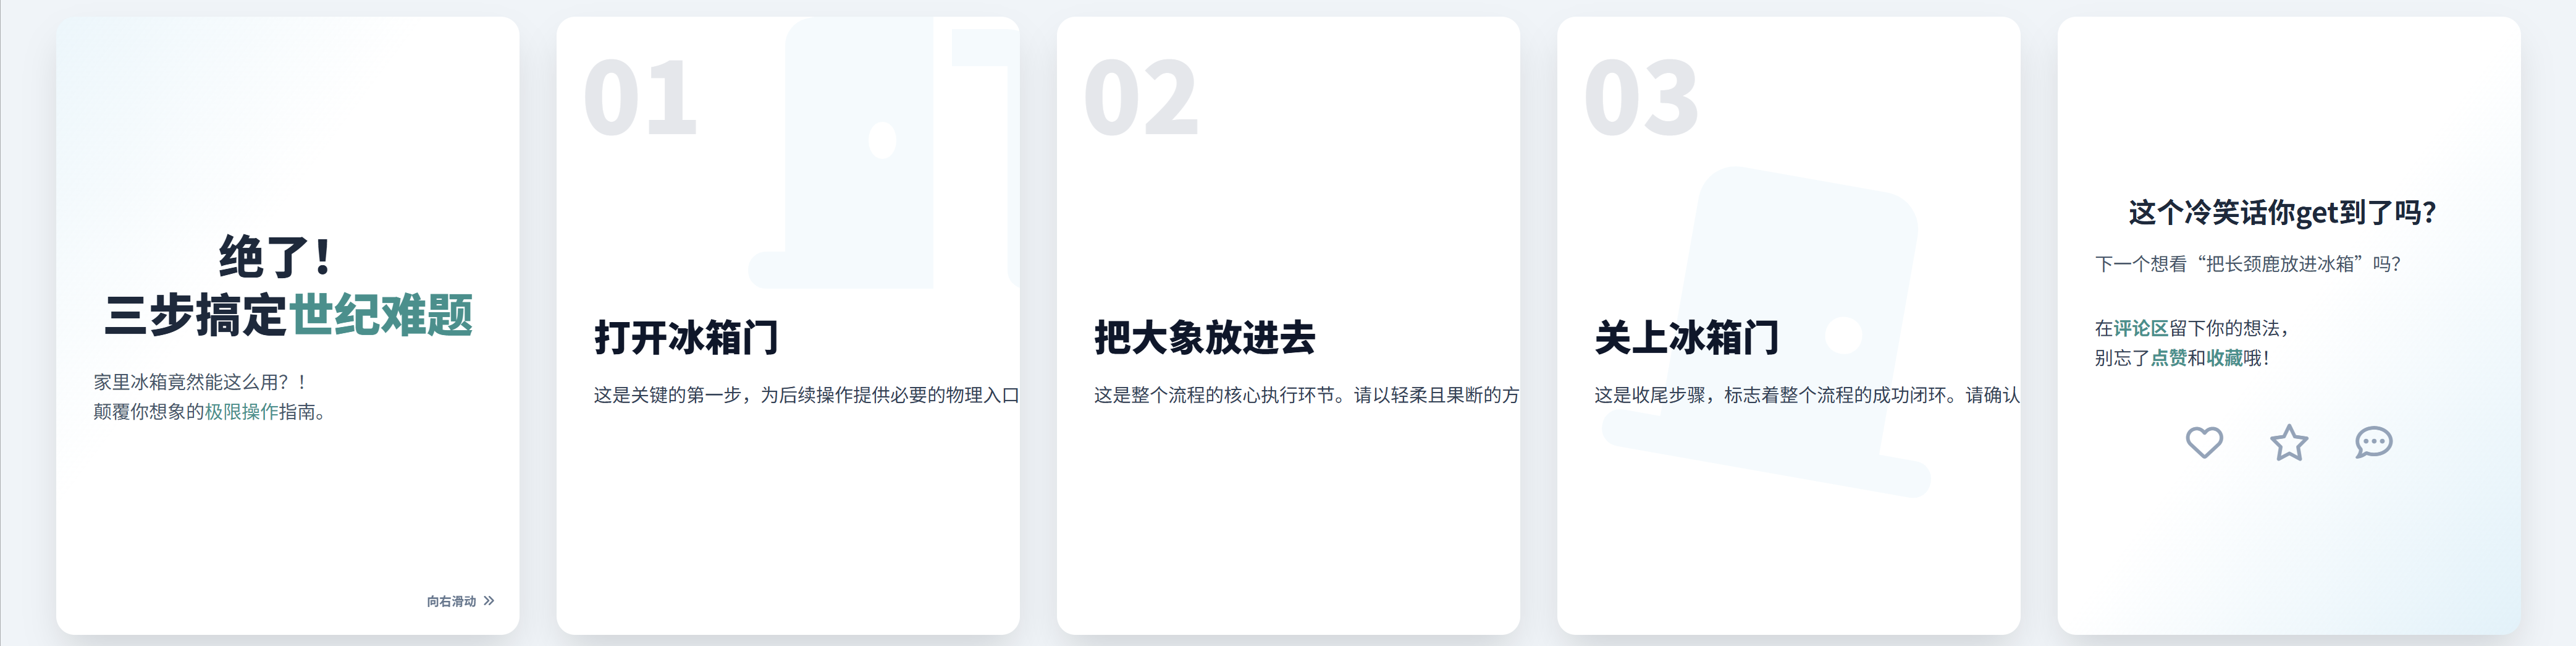 绝了！
三步搞定世纪难题
家里冰箱竟然能这么用？！
颠覆你想象的极限操作指南。
向右滑动
01
打开冰箱门
这是关键的第一步，为后续操作提供必要的物理入口
02
把大象放进去
这是整个流程的核心执行环节。请以轻柔且果断的方
03
关上冰箱门
这是收尾步骤，标志着整个流程的成功闭环。请确认
这个冷笑话你get到了吗？
下一个想看“把长颈鹿放进冰箱”吗？
在评论区留下你的想法，
别忘了点赞和收藏哦！